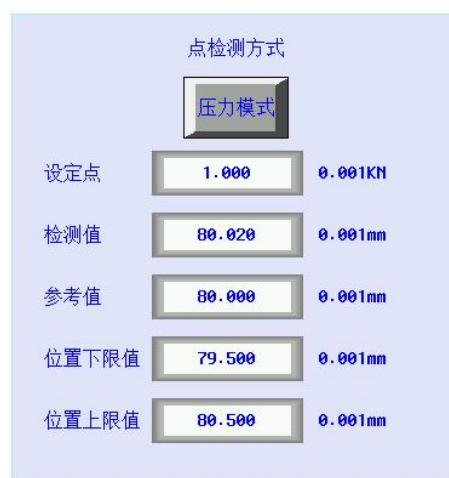 点检测方式
压力模式
设定点 1.000 0.001KN
检测值 80.020 0.001mm
参考值 80.000 0.001mm
位置下限值 79.500 0.001mm
位置上限值 80.500 0.001mm